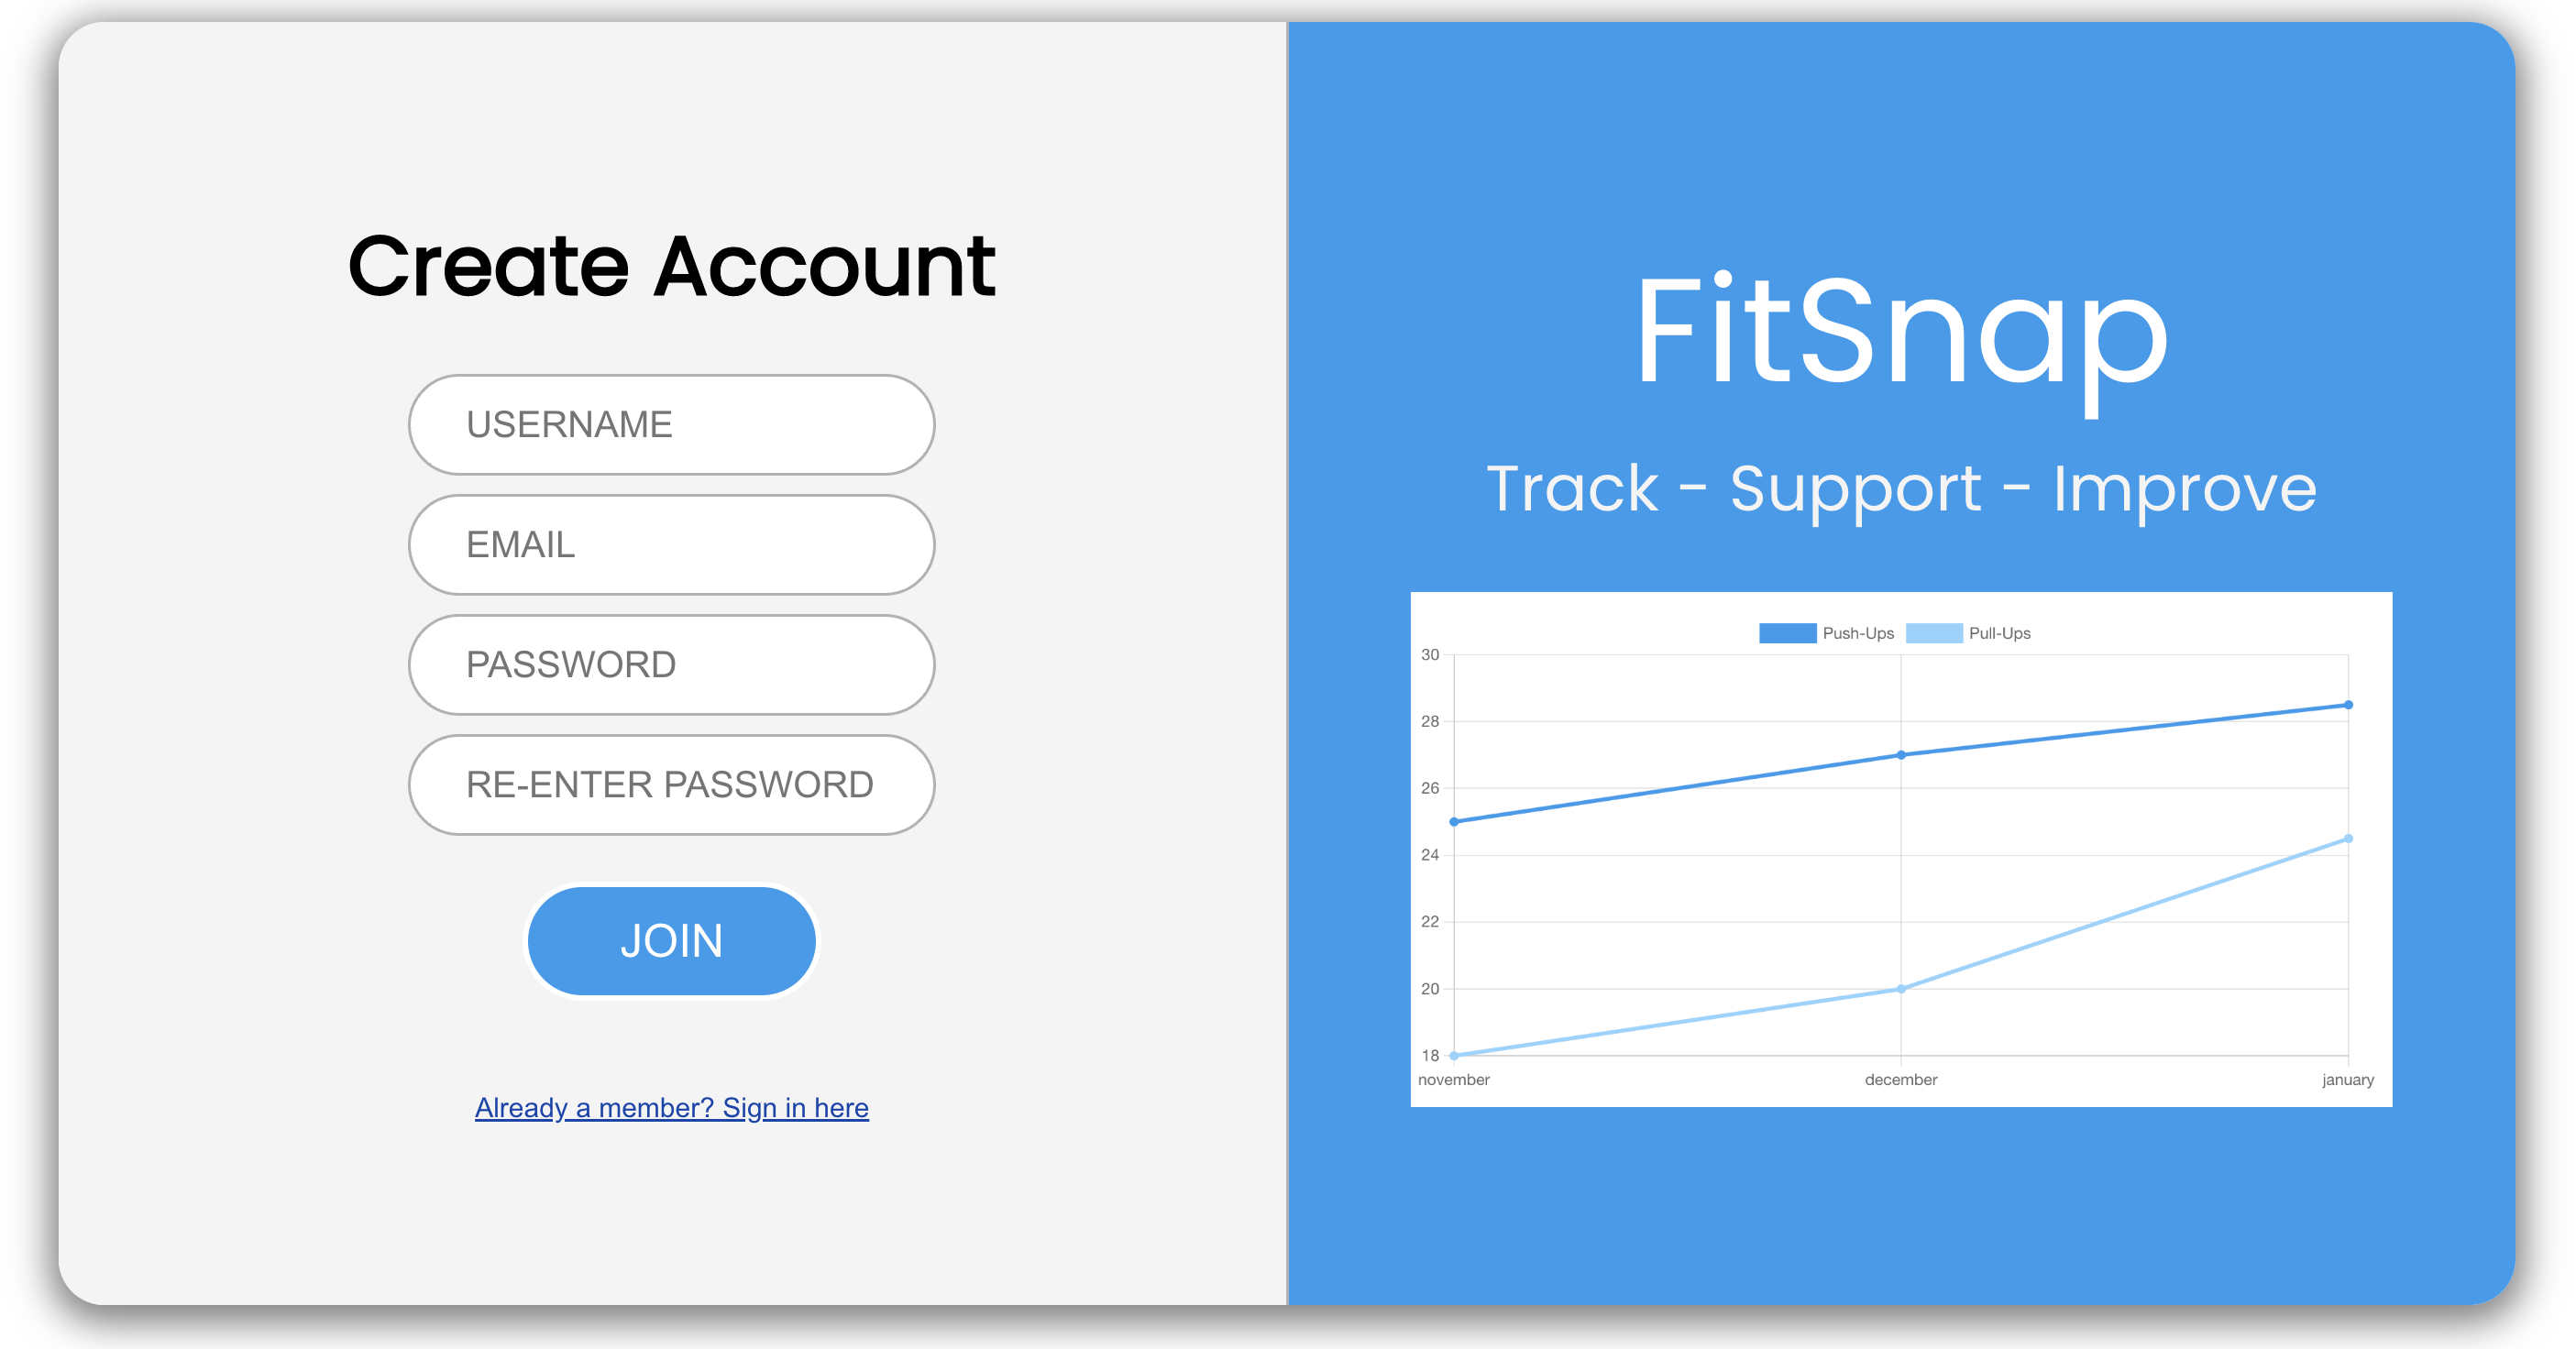 Create Account
USERNAME
EMAIL
PASSWORD
RE-ENTER PASSWORD
JOIN
Already a member? Sign in here
FitSnap
Track - Support - Improve
Push-Ups Pull-Ups
30
28
26
24
22
20
18
november december january